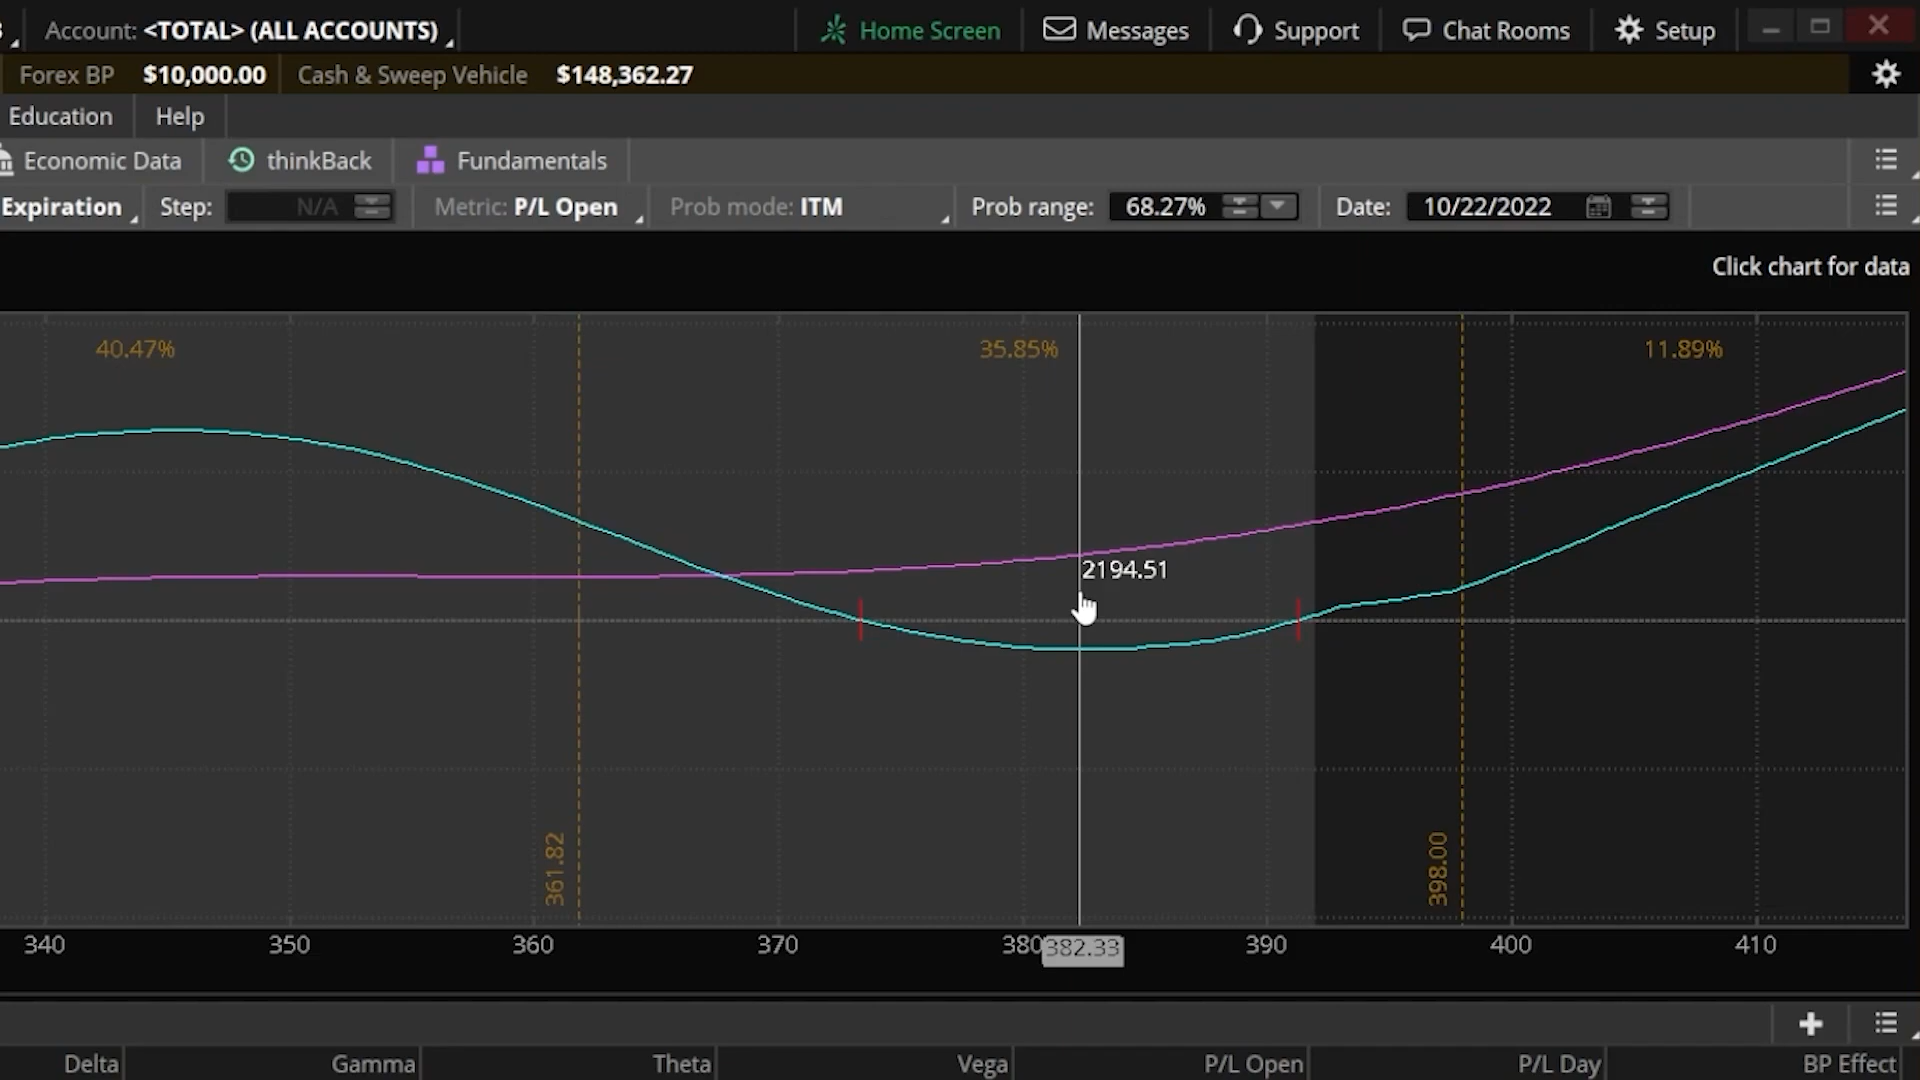 Account: <TOTAL> (ALL ACCOUNTS) Home Screen Messages Support Chat Rooms Setup
Forex BP $10,000.00 Cash & Sweep Vehicle $148,362.27
Education Help
Economic Data thinkBack Fundamentals
Expiration Step: N/A Metric: P/L Open Prob mode: ITM Prob range: 68.27% Date: 10/22/2022
Click chart for data
40.47% 35.85% 11.89%
2194.51
361.82 398.00
340 350 360 370 380 382.33 390 400 410
Delta Gamma Theta Vega P/L Open P/L Day BP Effect